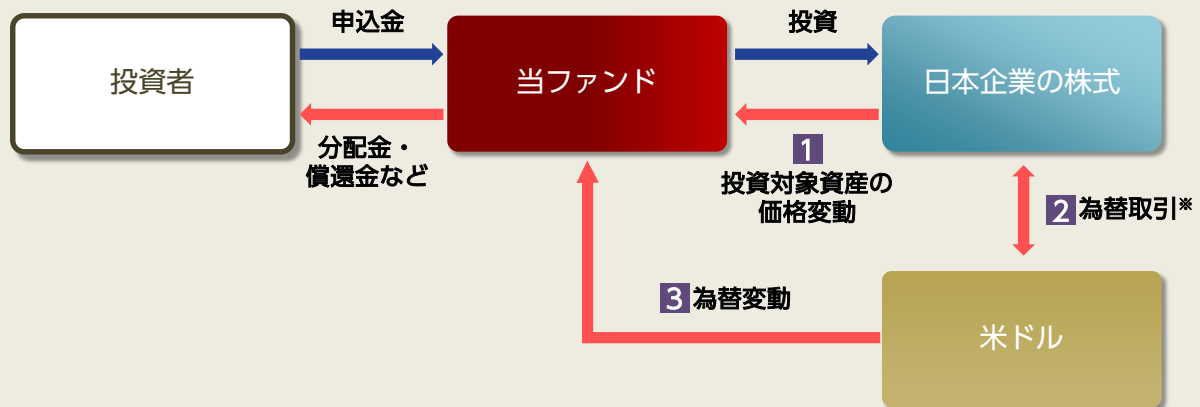 申込金
投資
投資者
当ファンド
日本企業の株式
分配金・
償還金など
1
投資対象資産の
価格変動
2 為替取引※
3 為替変動
米ドル